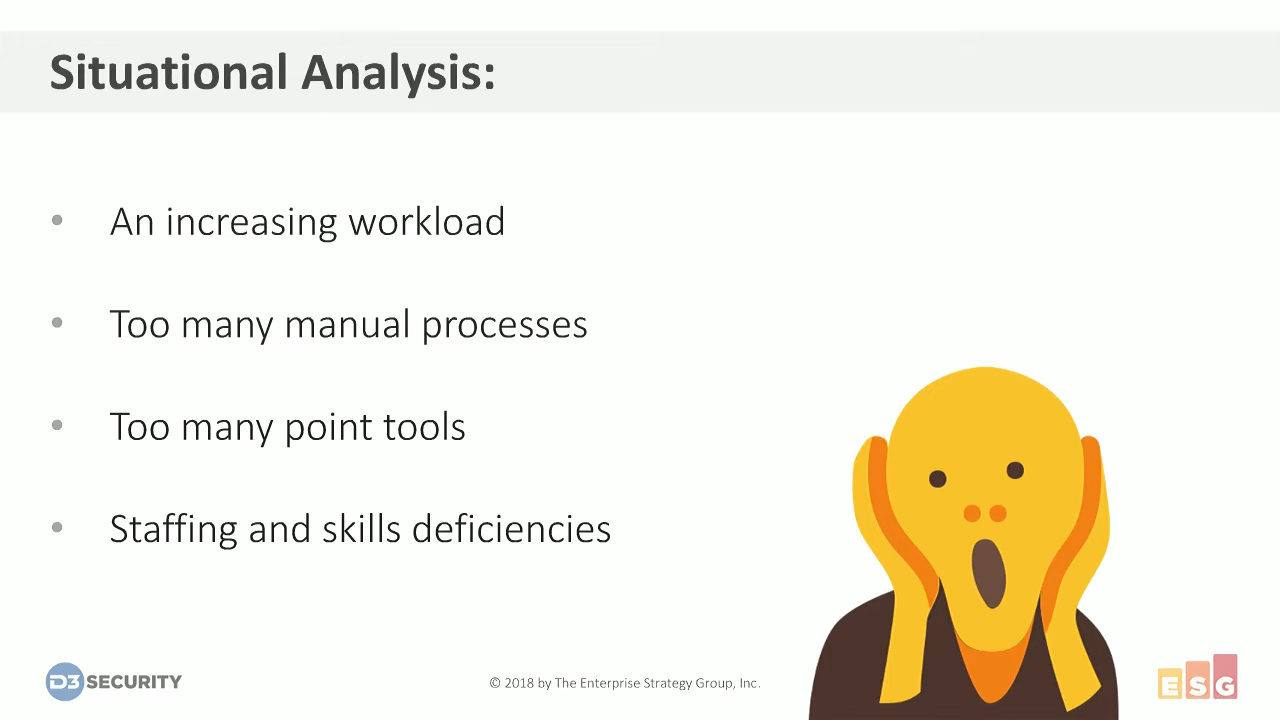 Situational Analysis:
• An increasing workload
• Too many manual processes
• Too many point tools
• Staffing and skills deficiencies
D3 SECURITY
© 2018 by The Enterprise Strategy Group, Inc.
ESG